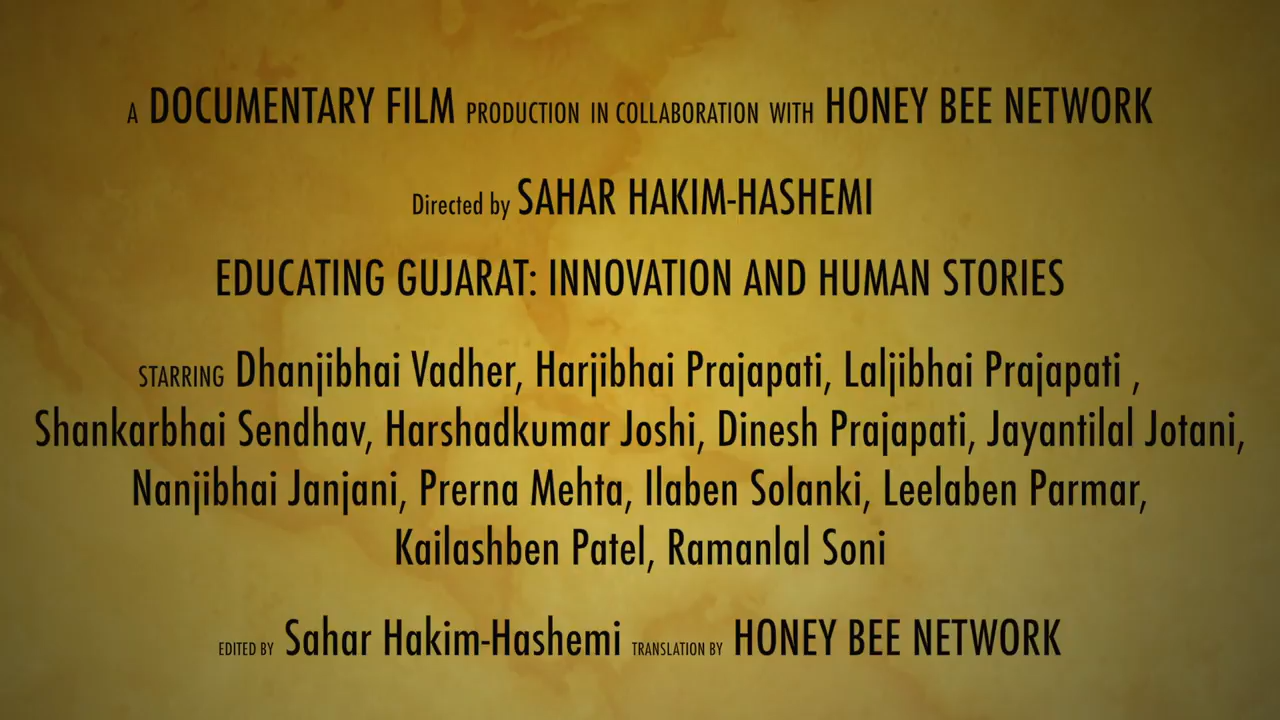 A DOCUMENTARY FILM PRODUCTION IN COLLABORATION WITH HONEY BEE NETWORK
Directed by SAHAR HAKIM-HASHEMI
EDUCATING GUJARAT: INNOVATION AND HUMAN STORIES
STARRING Dhanjibhai Vadher, Harjibhai Prajapati, Laljibhai Prajapati ,
Shankarbhai Sendhav, Harshadkumar Joshi, Dinesh Prajapati, Jayantilal Jotani,
Nanjibhai Janjani, Prerna Mehta, Ilaben Solanki, Leelaben Parmar,
Kailashben Patel, Ramanlal Soni
EDITED BY Sahar Hakim-Hashemi TRANSLATION BY HONEY BEE NETWORK